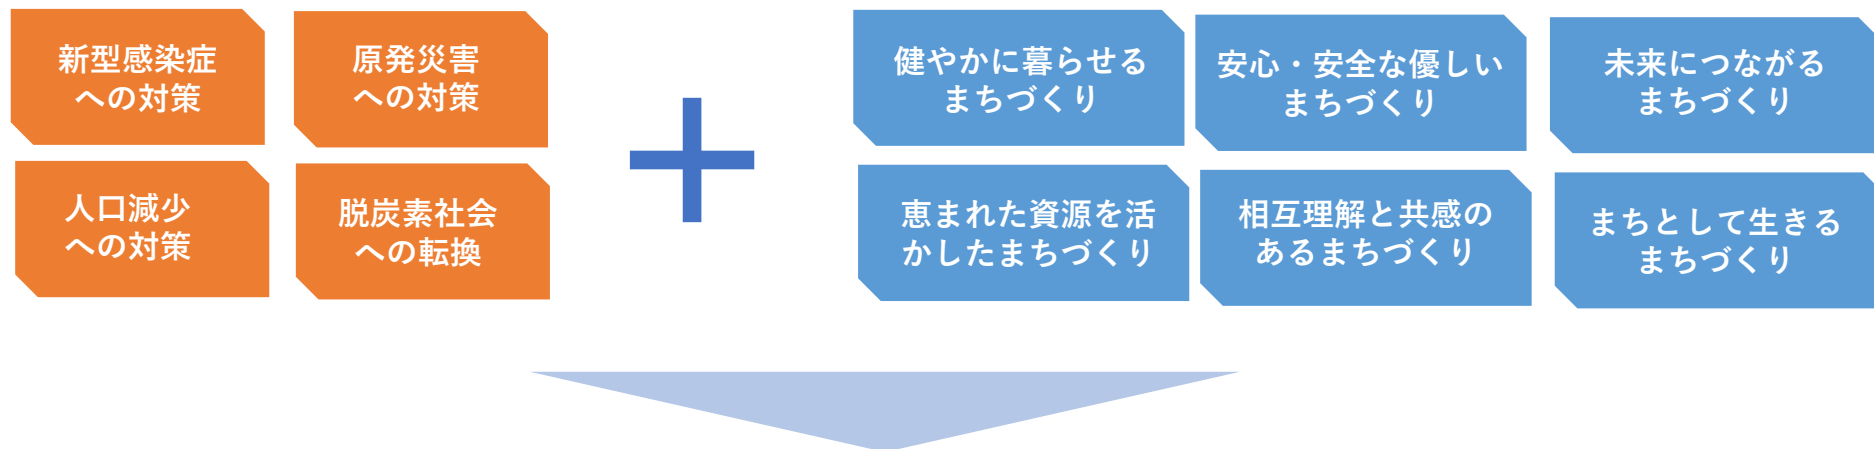 新型感染症
への対策
原発災害
への対策
人口減少
への対策
脱炭素社会
への転換
健やかに暮らせる
まちづくり
安心・安全な優しい
まちづくり
未来につながる
まちづくり
恵まれた資源を活
かしたまちづくり
相互理解と共感の
あるまちづくり
まちとして生きる
まちづくり